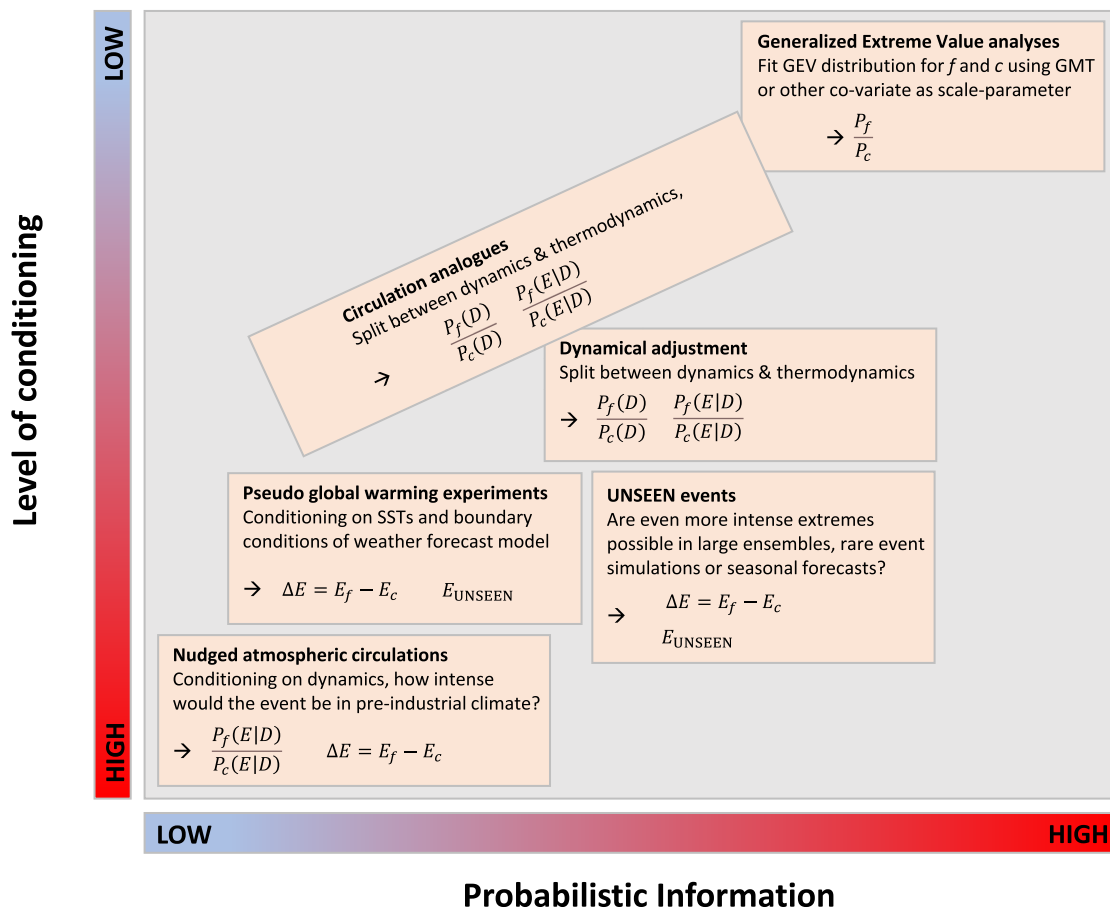 LOW
Level of conditioning
HIGH
Generalized Extreme Value analyses
Fit GEV distribution for f and c using GMT
or other co-variate as scale-parameter
→ P_f / P_c
Circulation analogues
Split between dynamics & thermodynamics,
→ P_f(D) / P_c(D)   P_f(E|D) / P_c(E|D)
Dynamical adjustment
Split between dynamics & thermodynamics
→ P_f(D) / P_c(D)   P_f(E|D) / P_c(E|D)
Pseudo global warming experiments
Conditioning on SSTs and boundary
conditions of weather forecast model
→ ΔE = E_f − E_c   E_UNSEEN
UNSEEN events
Are even more intense extremes
possible in large ensembles, rare event
simulations or seasonal forecasts?
→ ΔE = E_f − E_c
E_UNSEEN
Nudged atmospheric circulations
Conditioning on dynamics, how intense
would the event be in pre-industrial climate?
→ P_f(E|D) / P_c(E|D)   ΔE = E_f − E_c
LOW HIGH
Probabilistic Information